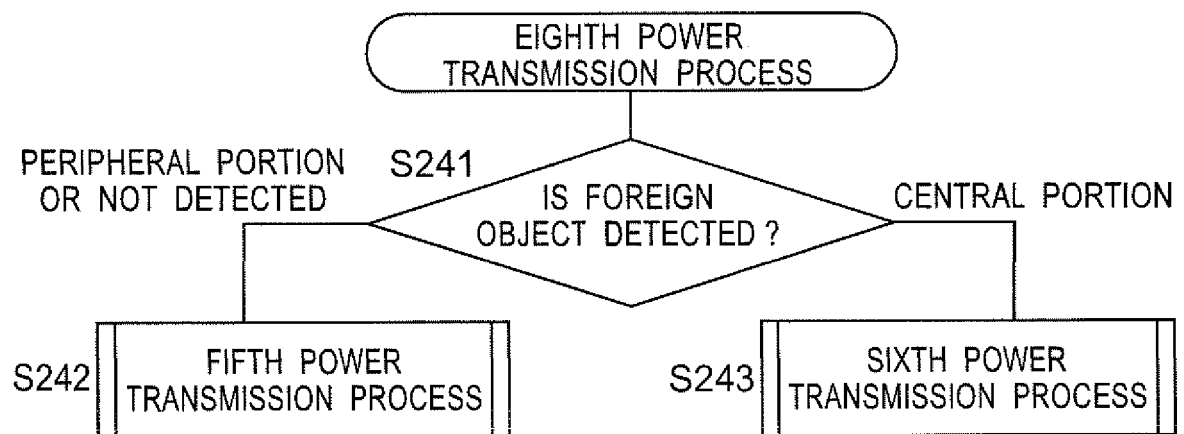 EIGHTH POWER
TRANSMISSION PROCESS
PERIPHERAL PORTION
OR NOT DETECTED
S241
IS FOREIGN
OBJECT DETECTED ?
CENTRAL PORTION
S242
FIFTH POWER
TRANSMISSION PROCESS
S243
SIXTH POWER
TRANSMISSION PROCESS